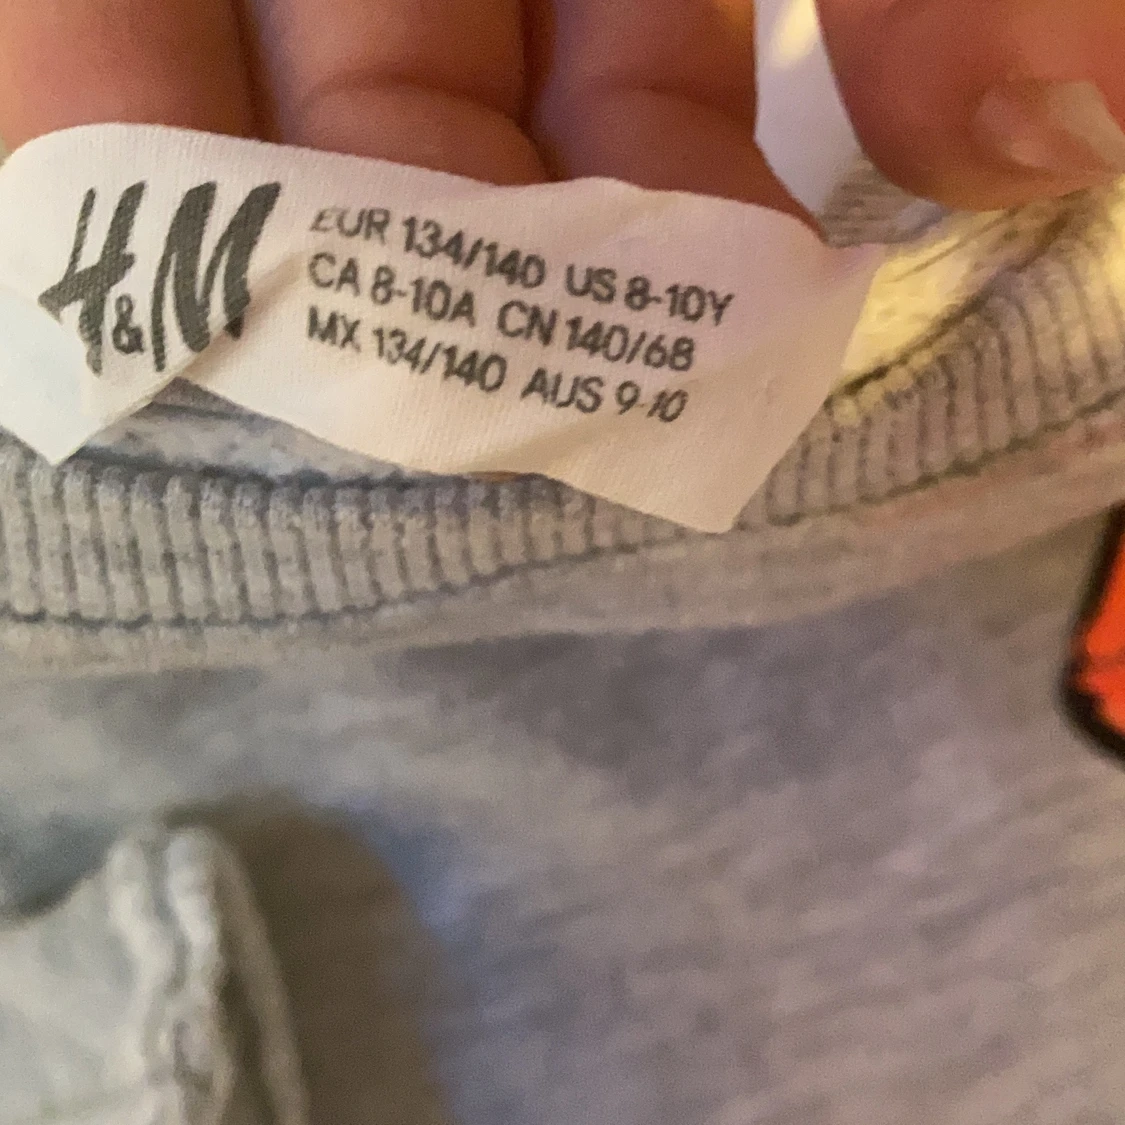 H&M
EUR 134/140 US 8-10Y
CA 8-10A CN 140/68
MX 134/140 AUS 9-10